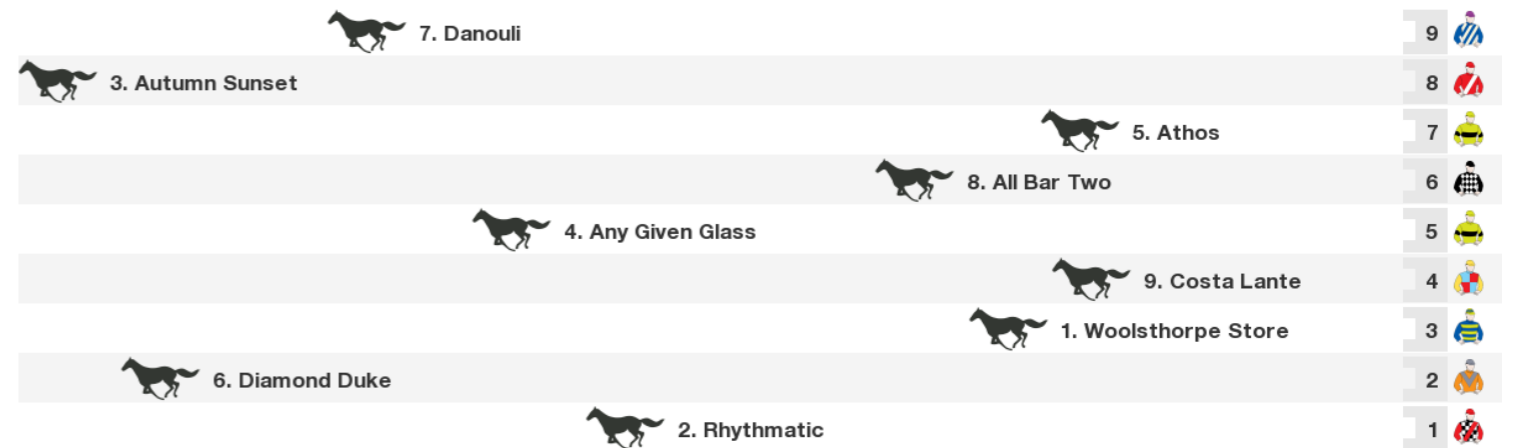 7. Danouli 9
3. Autumn Sunset 8
5. Athos 7
8. All Bar Two 6
4. Any Given Glass 5
9. Costa Lante 4
1. Woolsthorpe Store 3
6. Diamond Duke 2
2. Rhythmatic 1